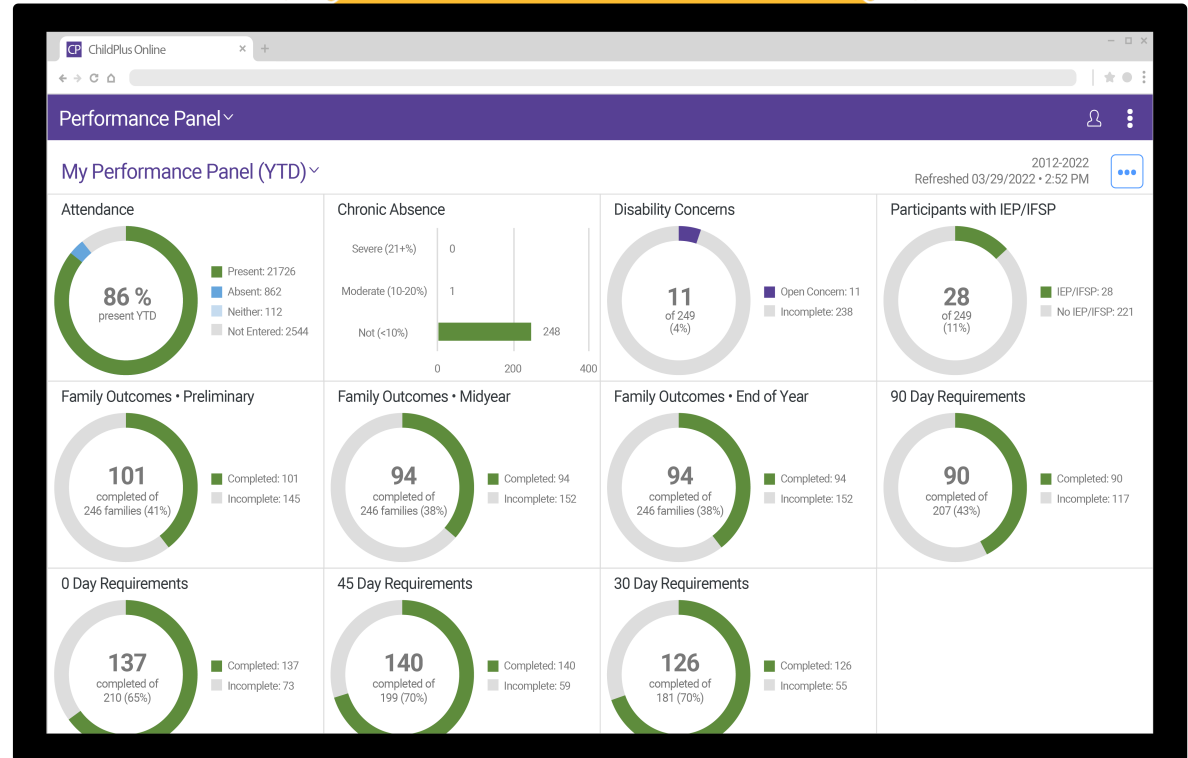 CP ChildPlus Online
Performance Panel
My Performance Panel (YTD)
2012-2022
Refreshed 03/29/2022 • 2:52 PM
Attendance
86 %
present YTD
Present: 21726
Absent: 862
Neither: 112
Not Entered: 2544
Chronic Absence
Severe (21+%) 0
Moderate (10-20%) 1
Not (<10%) 248
0 200 400
Disability Concerns
11
of 249
(4%)
Open Concern: 11
Incomplete: 238
Participants with IEP/IFSP
28
of 249
(11%)
IEP/IFSP: 28
No IEP/IFSP: 221
Family Outcomes • Preliminary
101
completed of
246 families (41%)
Completed: 101
Incomplete: 145
Family Outcomes • Midyear
94
completed of
246 families (38%)
Completed: 94
Incomplete: 152
Family Outcomes • End of Year
94
completed of
246 families (38%)
Completed: 94
Incomplete: 152
90 Day Requirements
90
completed of
207 (43%)
Completed: 90
Incomplete: 117
0 Day Requirements
137
completed of
210 (65%)
Completed: 137
Incomplete: 73
45 Day Requirements
140
completed of
199 (70%)
Completed: 140
Incomplete: 59
30 Day Requirements
126
completed of
181 (70%)
Completed: 126
Incomplete: 55